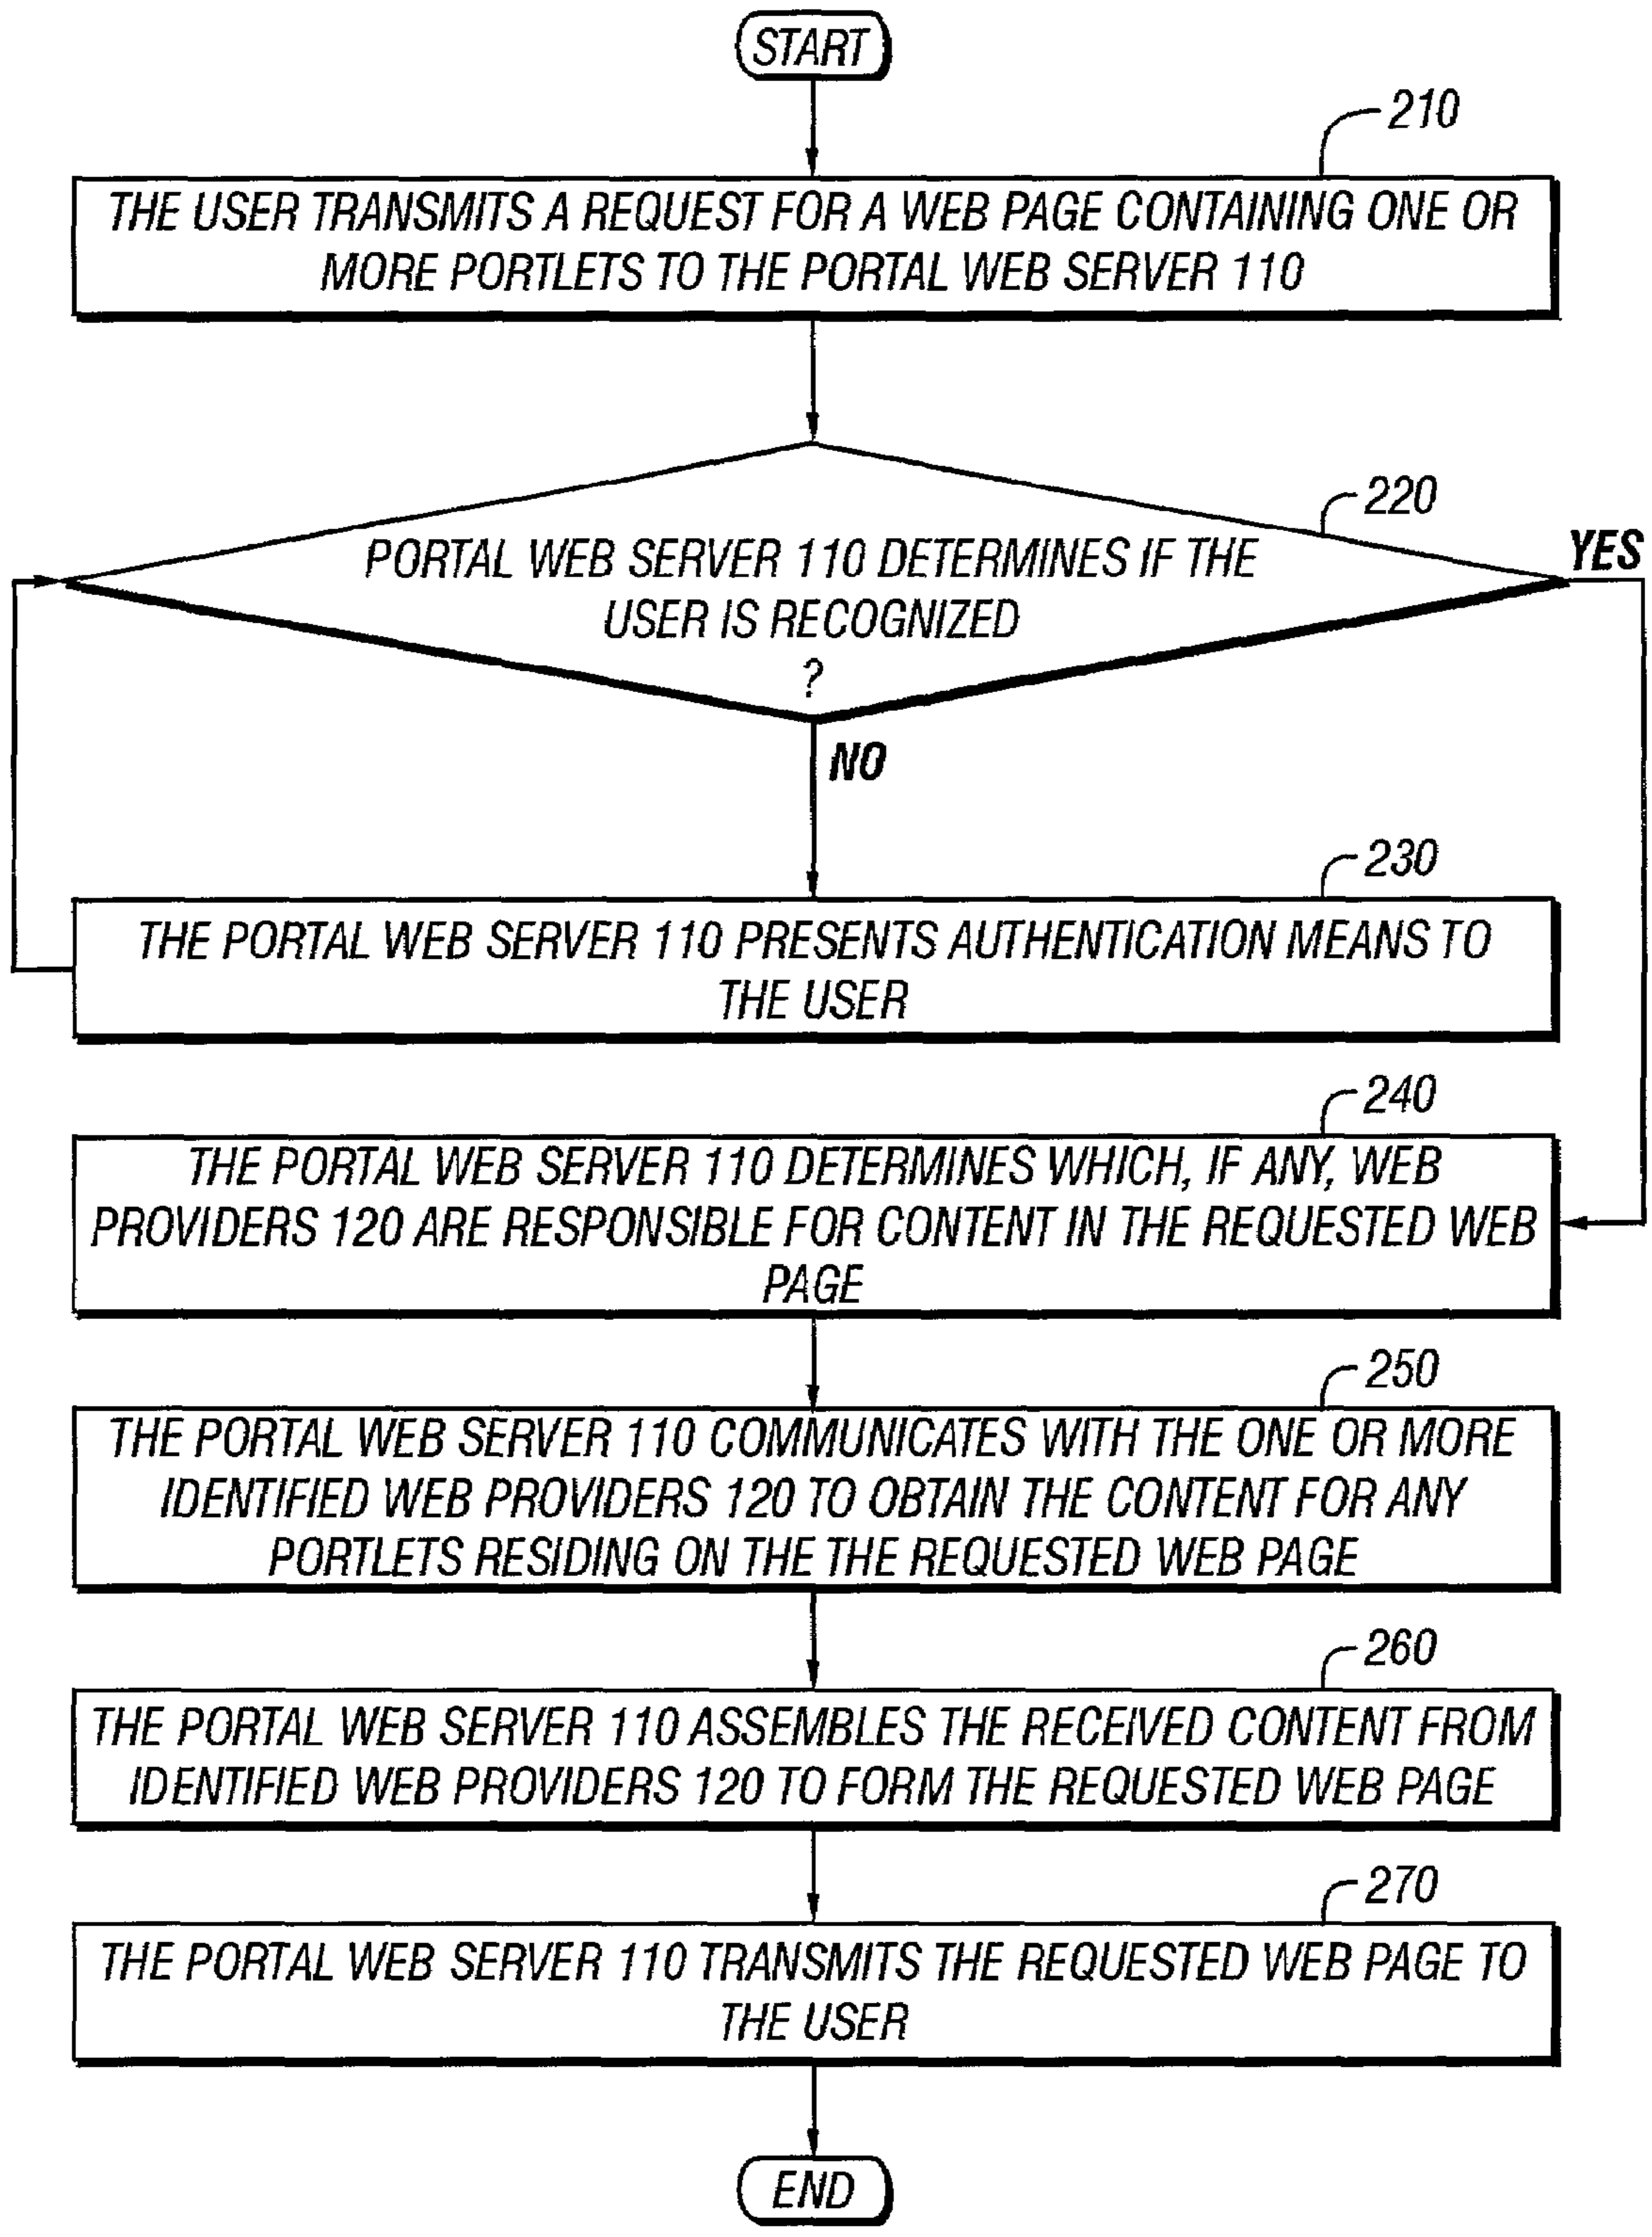 START
210
THE USER TRANSMITS A REQUEST FOR A WEB PAGE CONTAINING ONE OR
MORE PORTLETS TO THE PORTAL WEB SERVER 110
220
YES
PORTAL WEB SERVER 110 DETERMINES IF THE
USER IS RECOGNIZED
?
NO
230
THE PORTAL WEB SERVER 110 PRESENTS AUTHENTICATION MEANS TO
THE USER
240
THE PORTAL WEB SERVER 110 DETERMINES WHICH, IF ANY, WEB
PROVIDERS 120 ARE RESPONSIBLE FOR CONTENT IN THE REQUESTED WEB
PAGE
250
THE PORTAL WEB SERVER 110 COMMUNICATES WITH THE ONE OR MORE
IDENTIFIED WEB PROVIDERS 120 TO OBTAIN THE CONTENT FOR ANY
PORTLETS RESIDING ON THE THE REQUESTED WEB PAGE
260
THE PORTAL WEB SERVER 110 ASSEMBLES THE RECEIVED CONTENT FROM
IDENTIFIED WEB PROVIDERS 120 TO FORM THE REQUESTED WEB PAGE
270
THE PORTAL WEB SERVER 110 TRANSMITS THE REQUESTED WEB PAGE TO
THE USER
END